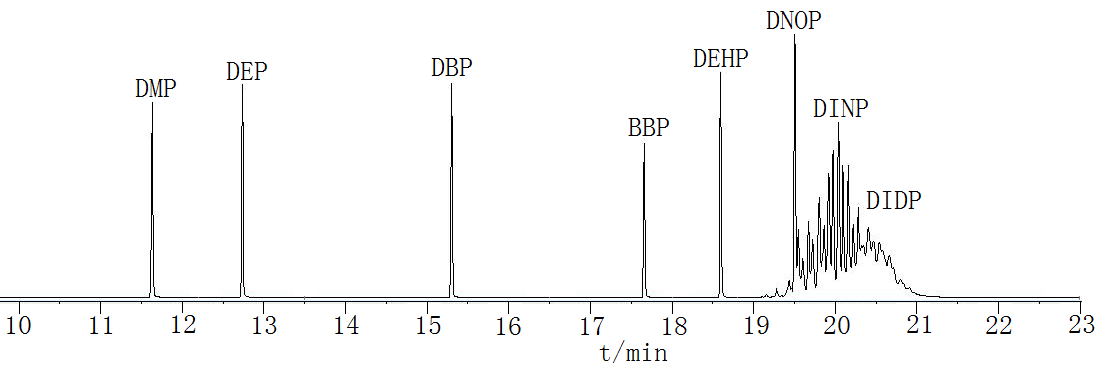 DNOP
DEHP
DBP
DEP
DMP
DINP
BBP
DIDP
10 11 12 13 14 15 16 17 18 19 20 21 22 23
t/min